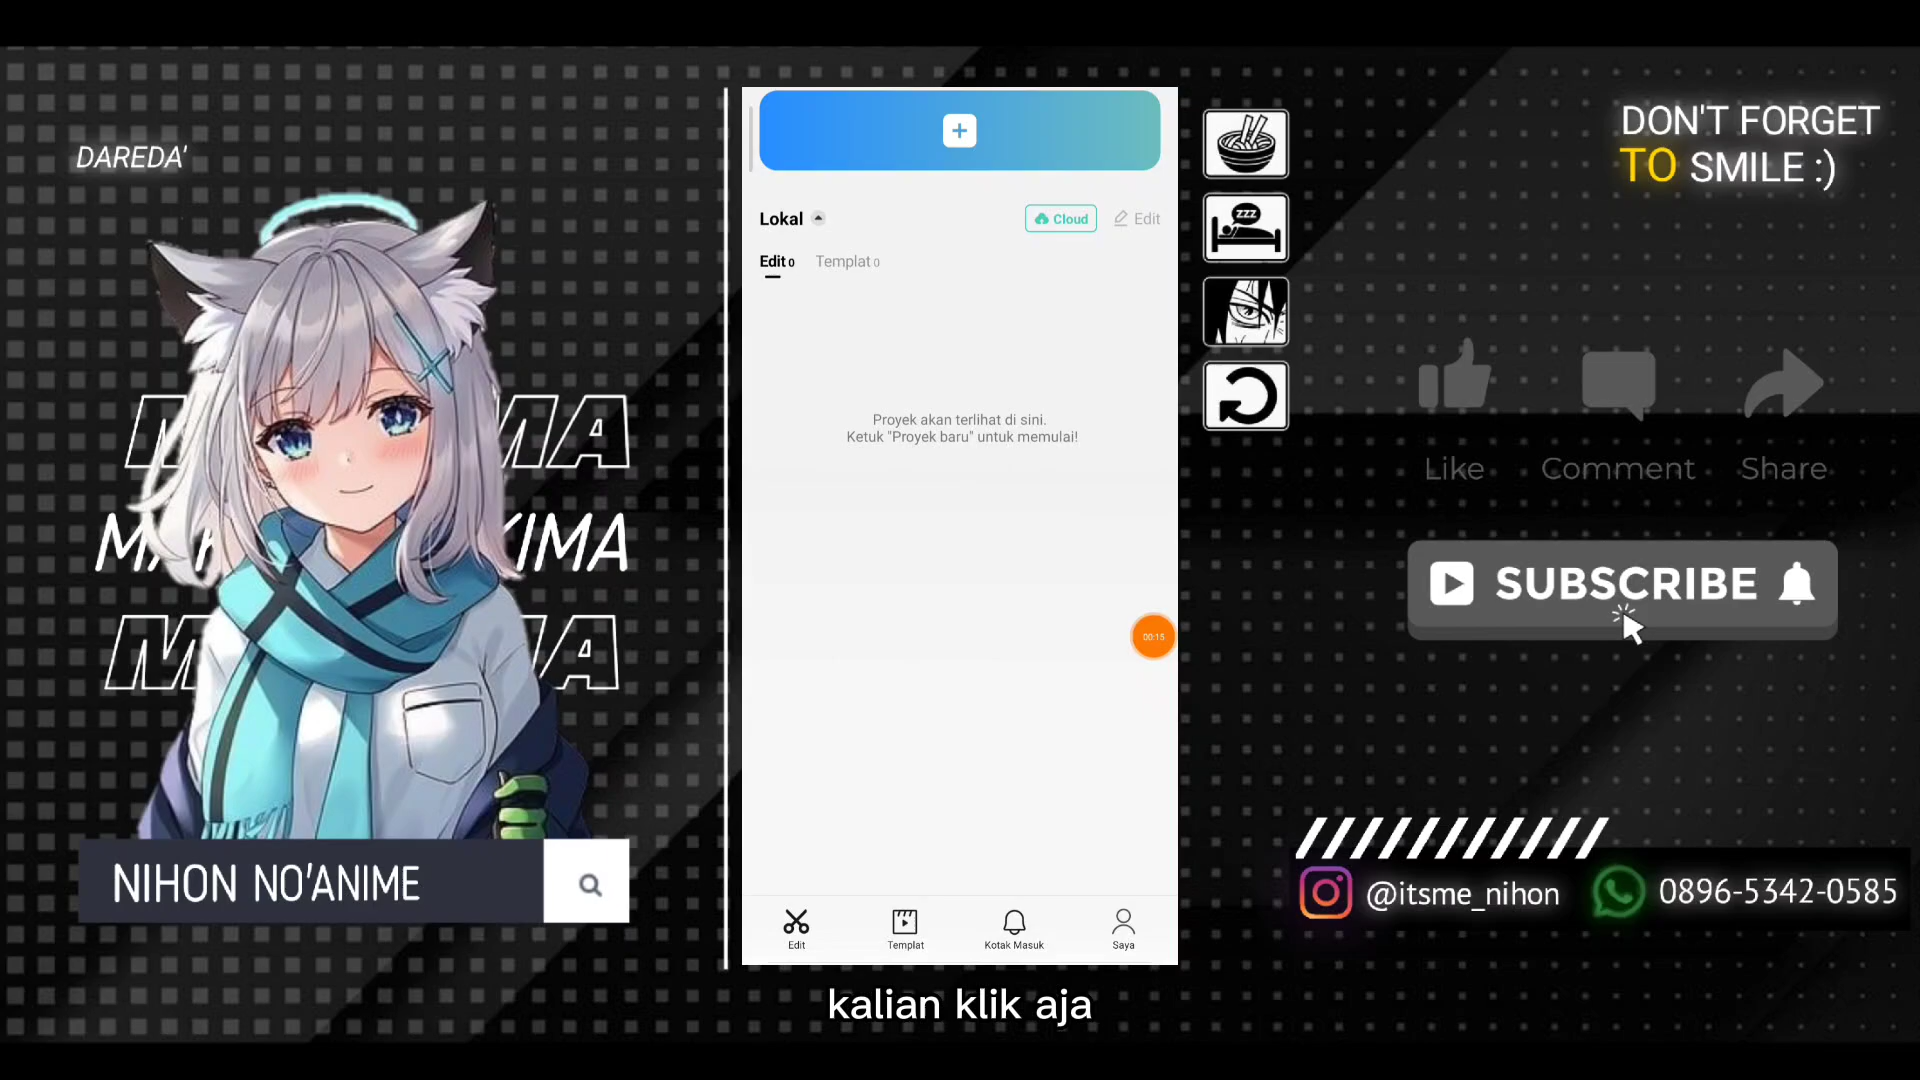 DAREDA'
NIHON NO'ANIME
Lokal
Cloud
Edit
Edit 0
Templat 0
Proyek akan terlihat di sini.
Ketuk "Proyek baru" untuk memulai!
00:15
Edit
Templat
Kotak Masuk
Saya
zzz
DON'T FORGET
TO SMILE :)
Like
Comment
Share
SUBSCRIBE
@itsme_nihon
0896-5342-0585
kalian klik aja